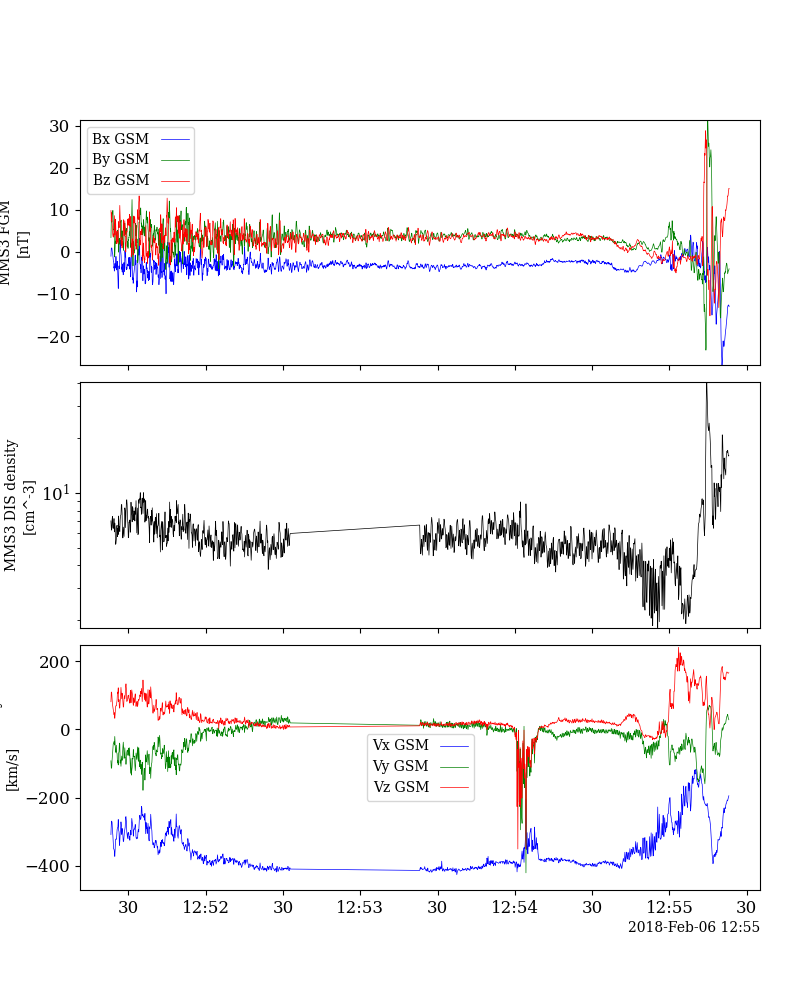 30
20
10
0
−10
−20
MMS3 FGM
[nT]
Bx GSM
By GSM
Bz GSM
10^1
MMS3 DIS density
[cm^-3]
200
0
−200
−400
[km/s]
Vx GSM
Vy GSM
Vz GSM
30 12:52 30 12:53 30 12:54 30 12:55 30
2018-Feb-06 12:55